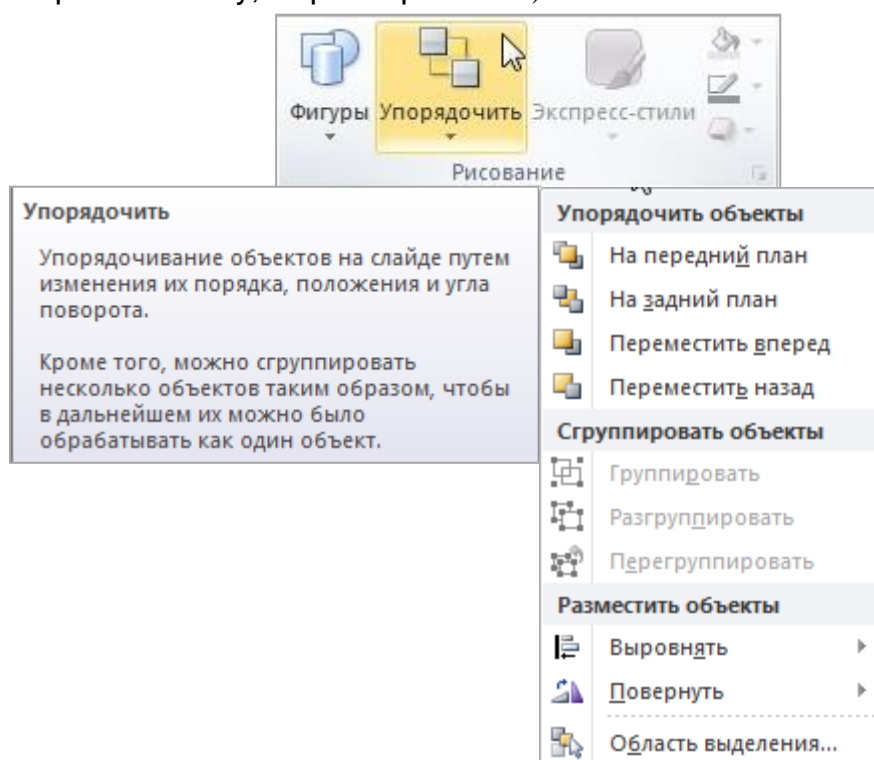 Фигуры Упорядочить Экспресс-стили
Рисование
Упорядочить
Упорядочивание объектов на слайде путем
изменения их порядка, положения и угла
поворота.
Кроме того, можно сгруппировать
несколько объектов таким образом, чтобы
в дальнейшем их можно было
обрабатывать как один объект.
Упорядочить объекты
На передний план
На задний план
Переместить вперед
Переместить назад
Сгруппировать объекты
Группировать
Разгруппировать
Перегруппировать
Разместить объекты
Выровнять
Повернуть
Область выделения...